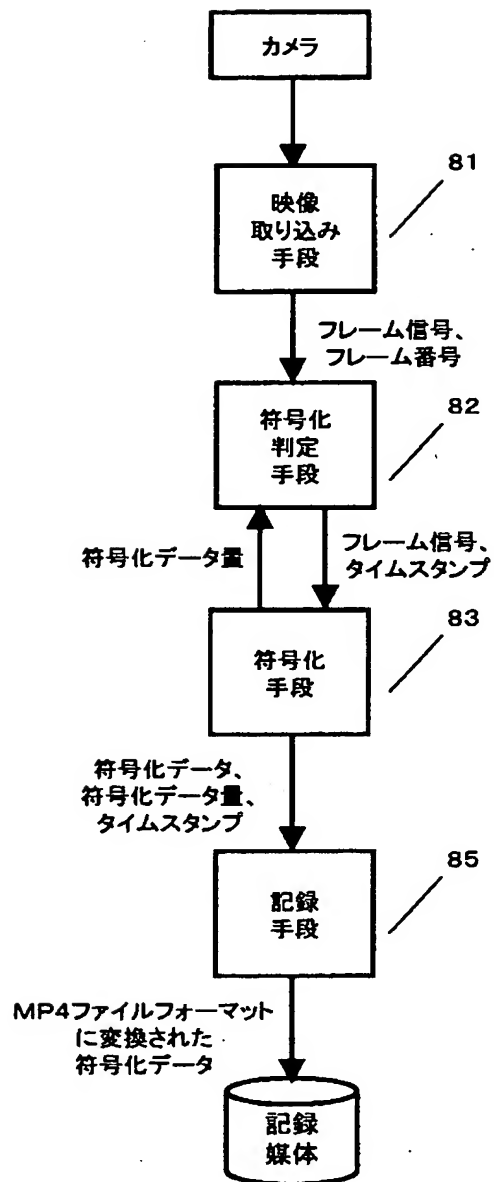 カメラ
81
映像
取り込み
手段
フレーム信号、
フレーム番号
82
符号化
判定
手段
符号化データ量
フレーム信号、
タイムスタンプ
83
符号化
手段
符号化データ、
符号化データ量、
タイムスタンプ
85
記録
手段
MP4ファイルフォーマット
に変換された
符号化データ
記録
媒体